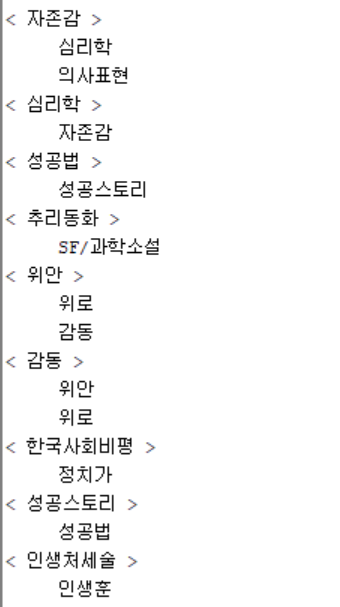 < 자존감 >
심리학
의사표현
< 심리학 >
자존감
< 성공법 >
성공스토리
< 추리동화 >
SF/과학소설
< 위안 >
위로
감동
< 감동 >
위안
위로
< 한국사회비평 >
정치가
< 성공스토리 >
성공법
< 인생처세술 >
인생훈